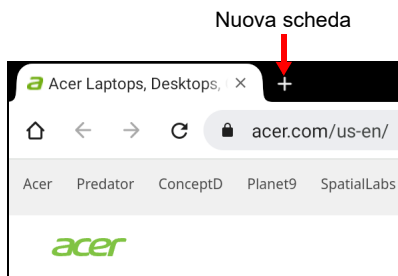 Nuova scheda
Acer Laptops, Desktops,
acer.com/us-en/
Acer Predator ConceptD Planet9 SpatialLabs
acer